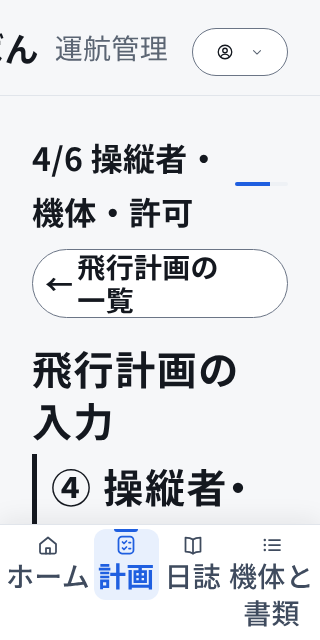 ん 運航管理
4/6 操縦者・
機体・許可
← 飛行計画の
一覧
飛行計画の
入力
④ 操縦者・
ホーム 計画 日誌 機体と
書類